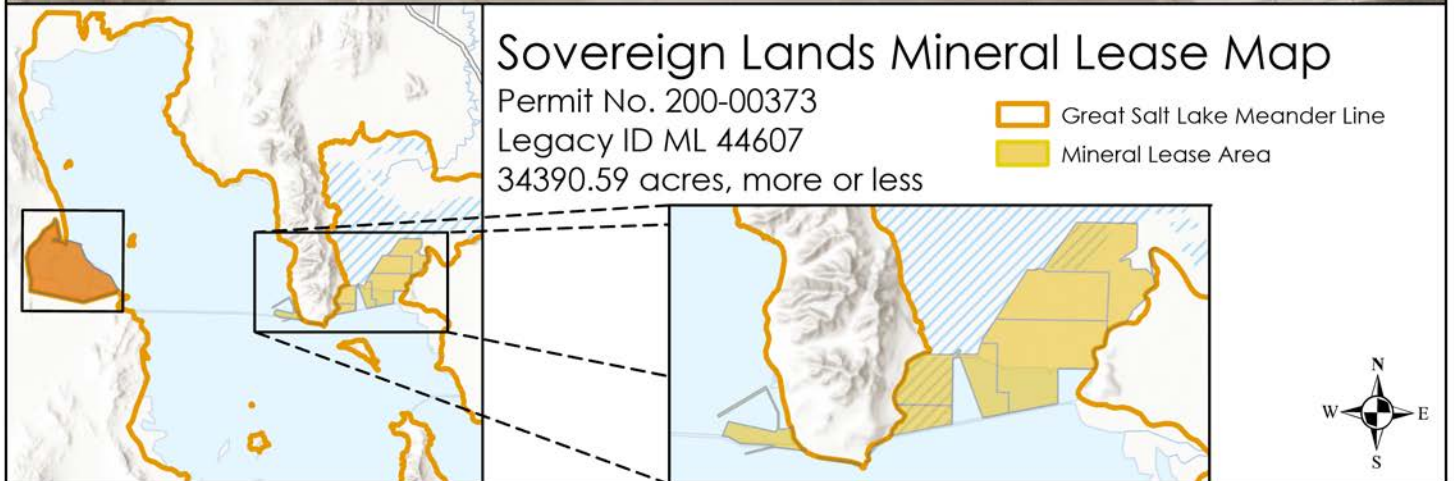 Sovereign Lands Mineral Lease Map
Permit No. 200-00373
Legacy ID ML 44607
34390.59 acres, more or less
Great Salt Lake Meander Line
Mineral Lease Area
N
W E
S